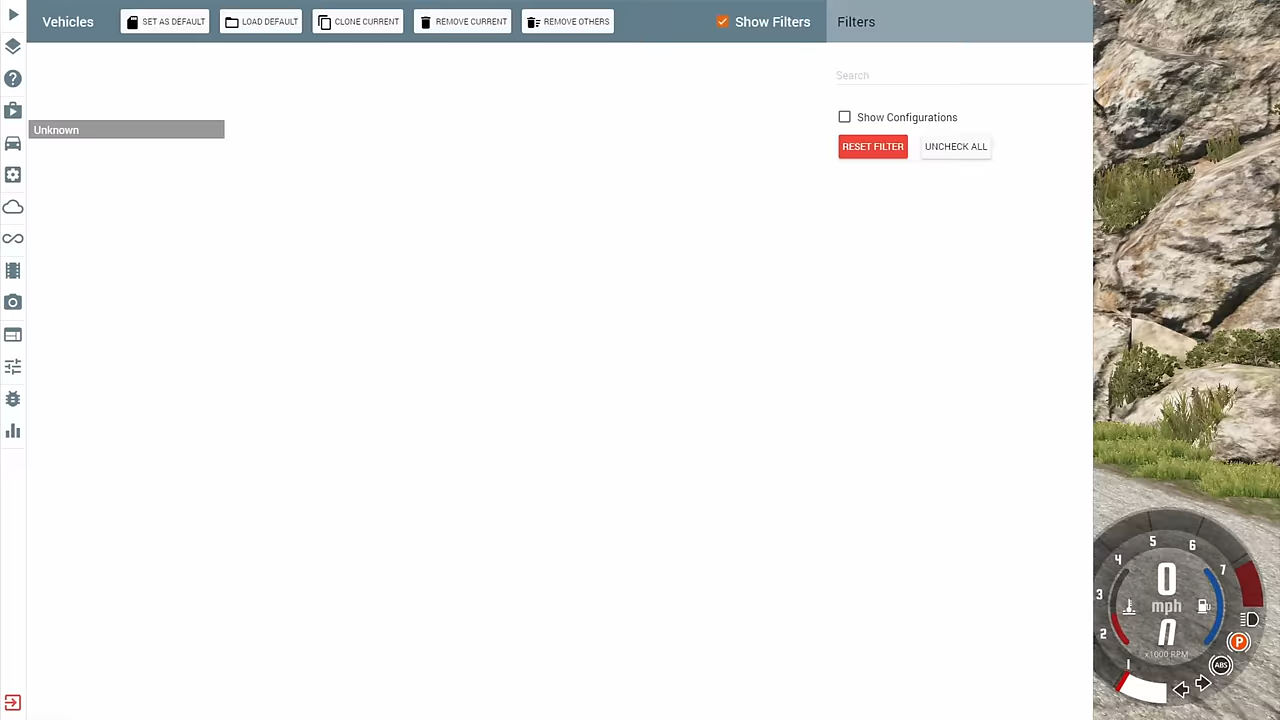 Vehicles
SET AS DEFAULT
LOAD DEFAULT
CLONE CURRENT
REMOVE CURRENT
REMOVE OTHERS
Show Filters
Filters
Search
Show Configurations
RESET FILTER
UNCHECK ALL
Unknown
1
2
3
4
5
6
7
0
mph
n
x1000 RPM
P
ABS